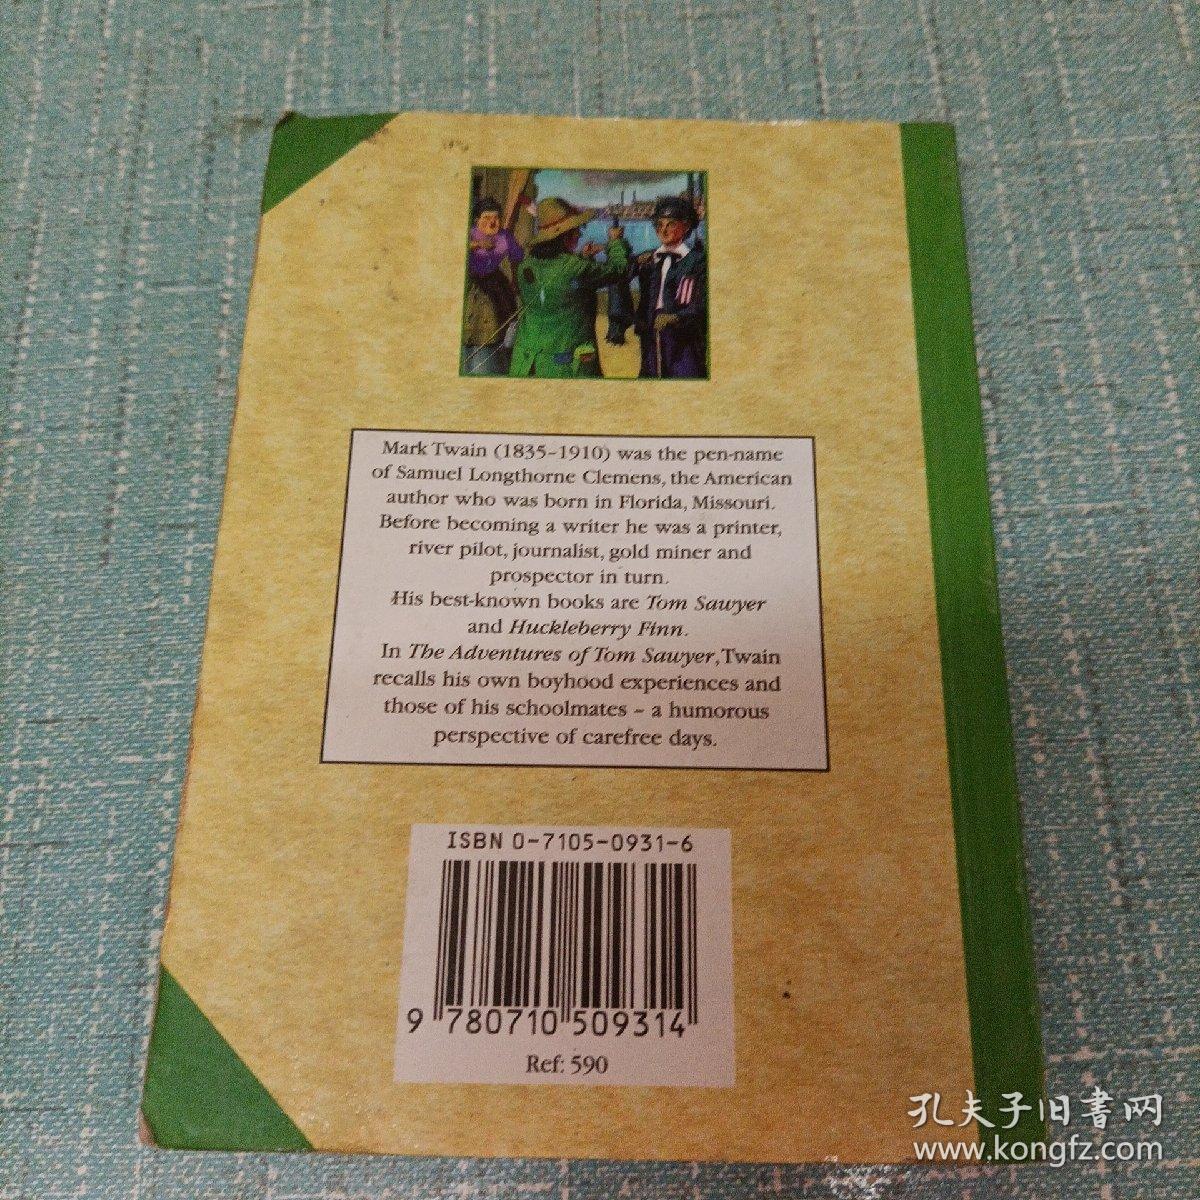 Mark Twain (1835-1910) was the pen-name
of Samuel Longthorne Clemens, the American
author who was born in Florida, Missouri.
Before becoming a writer he was a printer,
river pilot, journalist, gold miner and
prospector in turn.
His best-known books are Tom Sawyer
and Huckleberry Finn.
In The Adventures of Tom Sawyer, Twain
recalls his own boyhood experiences and
those of his schoolmates – a humorous
perspective of carefree days.
ISBN 0-7105-0931-6
9 780710 509314
Ref: 590
孔夫子旧書网
www.kongfz.com